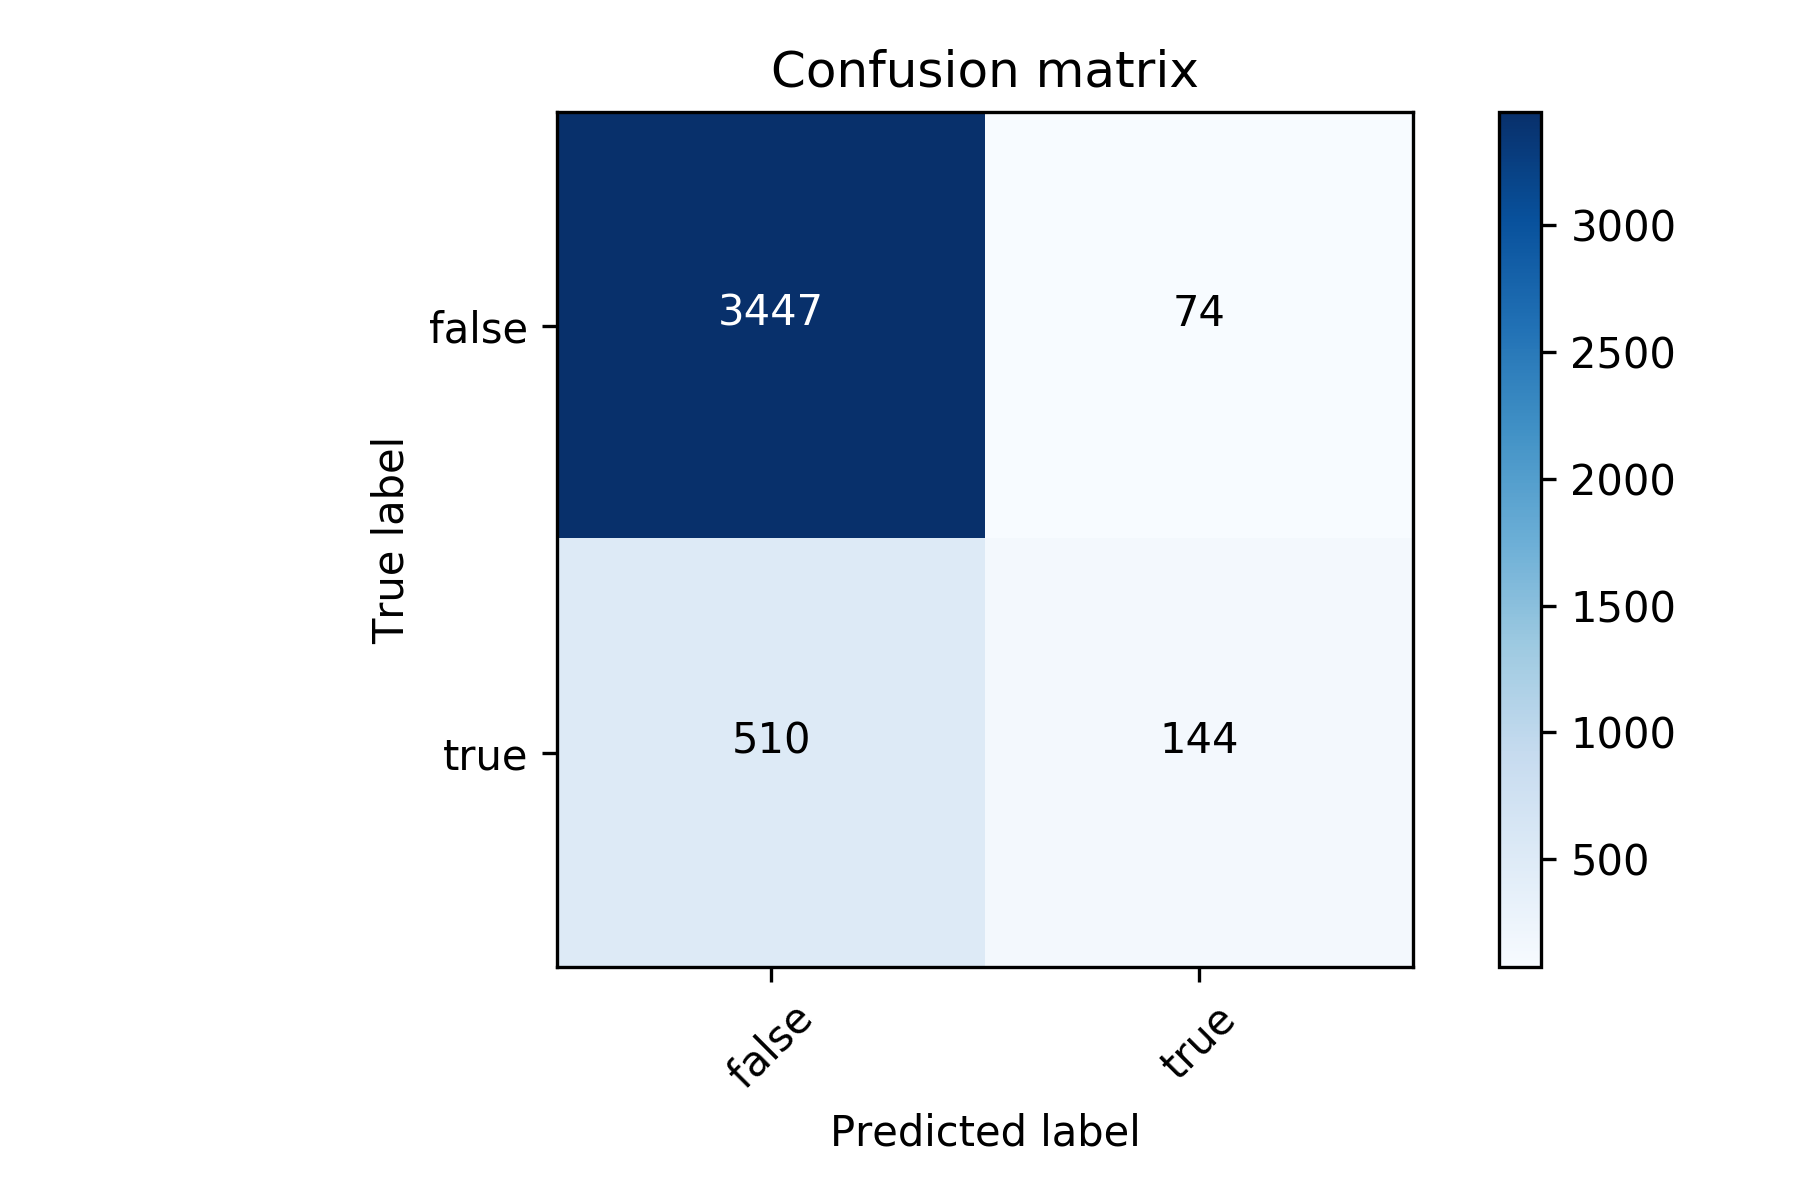 Confusion matrix
3447 74
510 144
false
true
True label
false true
Predicted label
3000
2500
2000
1500
1000
500